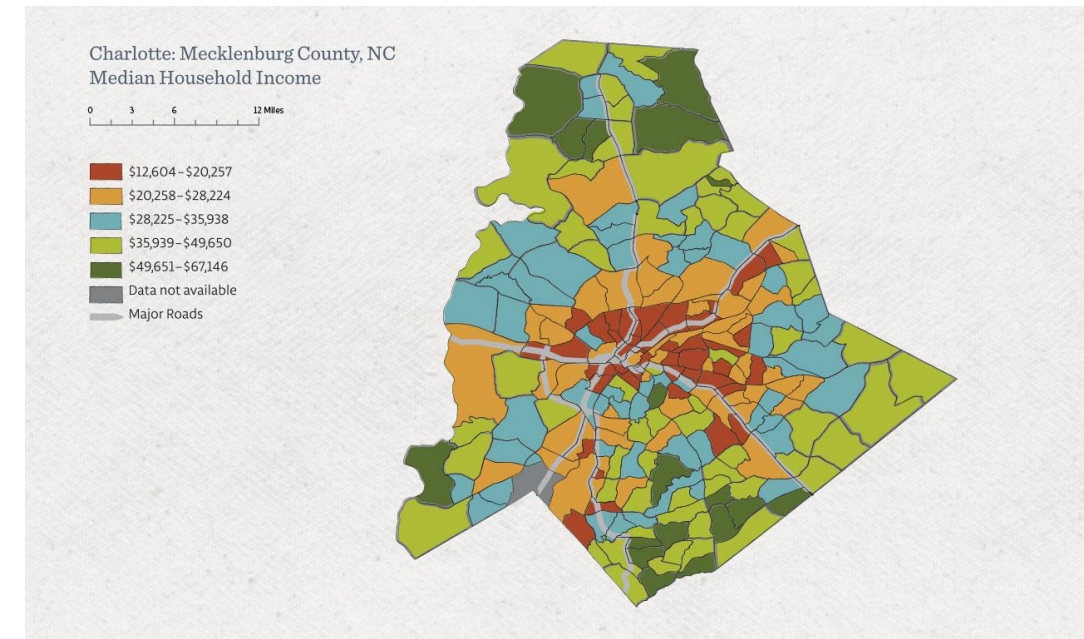 Charlotte: Mecklenburg County, NC
Median Household Income
0 3 6 12 Miles
$12,604–$20,257
$20,258–$28,224
$28,225–$35,938
$35,939–$49,650
$49,651–$67,146
Data not available
Major Roads